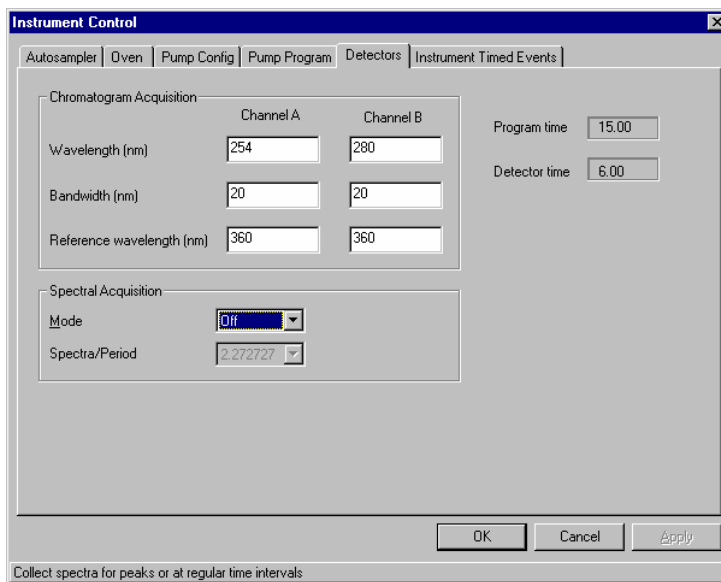 Instrument Control
Autosampler Oven Pump Config Pump Program Detectors Instrument Timed Events
Chromatogram Acquisition
Channel A Channel B
Wavelength (nm) 254 280
Bandwidth (nm) 20 20
Reference wavelength (nm) 360 360
Program time 15.00
Detector time 6.00
Spectral Acquisition
Mode Off
Spectra/Period 2.272727
OK Cancel Apply
Collect spectra for peaks or at regular time intervals